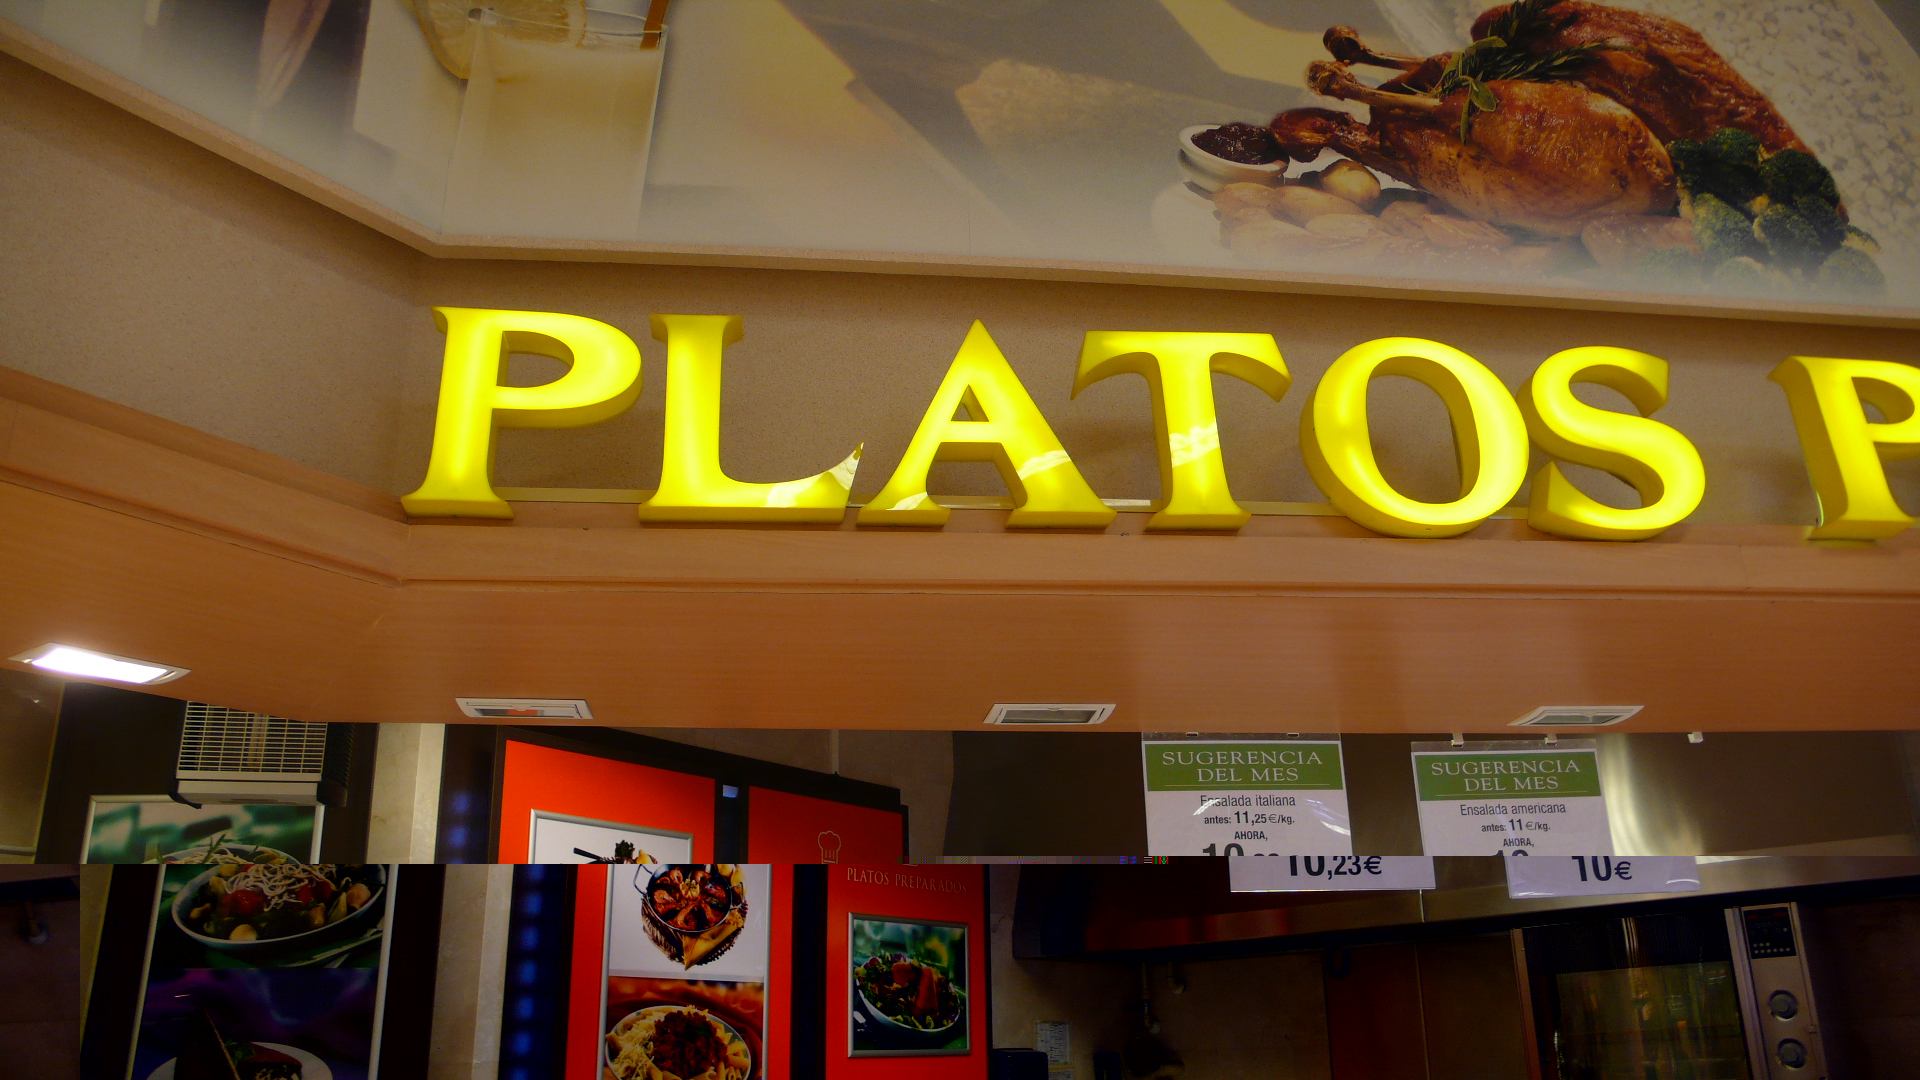 PLATOS P
SUGERENCIA
DEL MES
Ensalada italiana
antes: 11,25€/kg.
AHORA,
10,23€
SUGERENCIA
DEL MES
Ensalada americana
antes: 11€/kg.
AHORA,
10€
PLATOS PREPARADOS